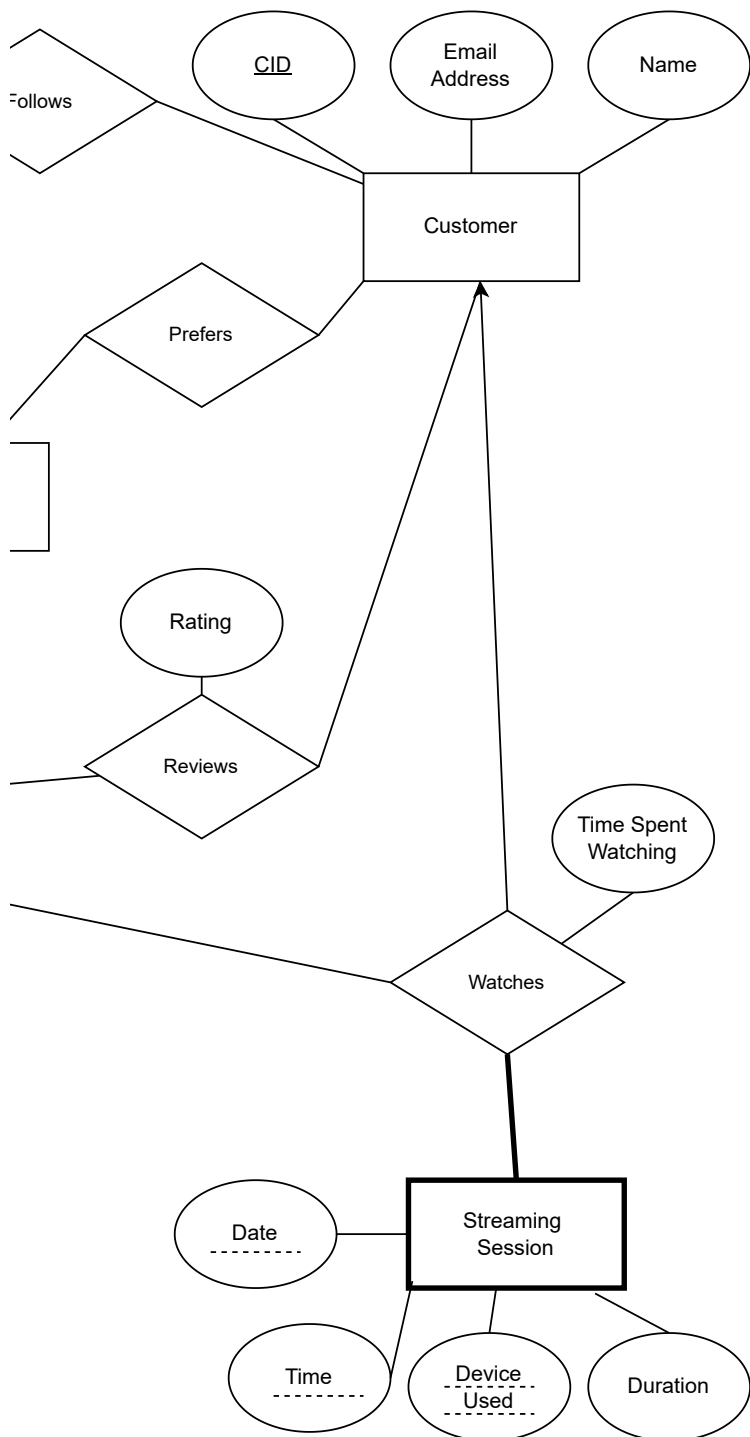 CID
Email
Address
Name
Follows
Customer
Prefers
Rating
Reviews
Time Spent
Watching
Watches
Streaming
Session
Date
Time
Device
Used
Duration